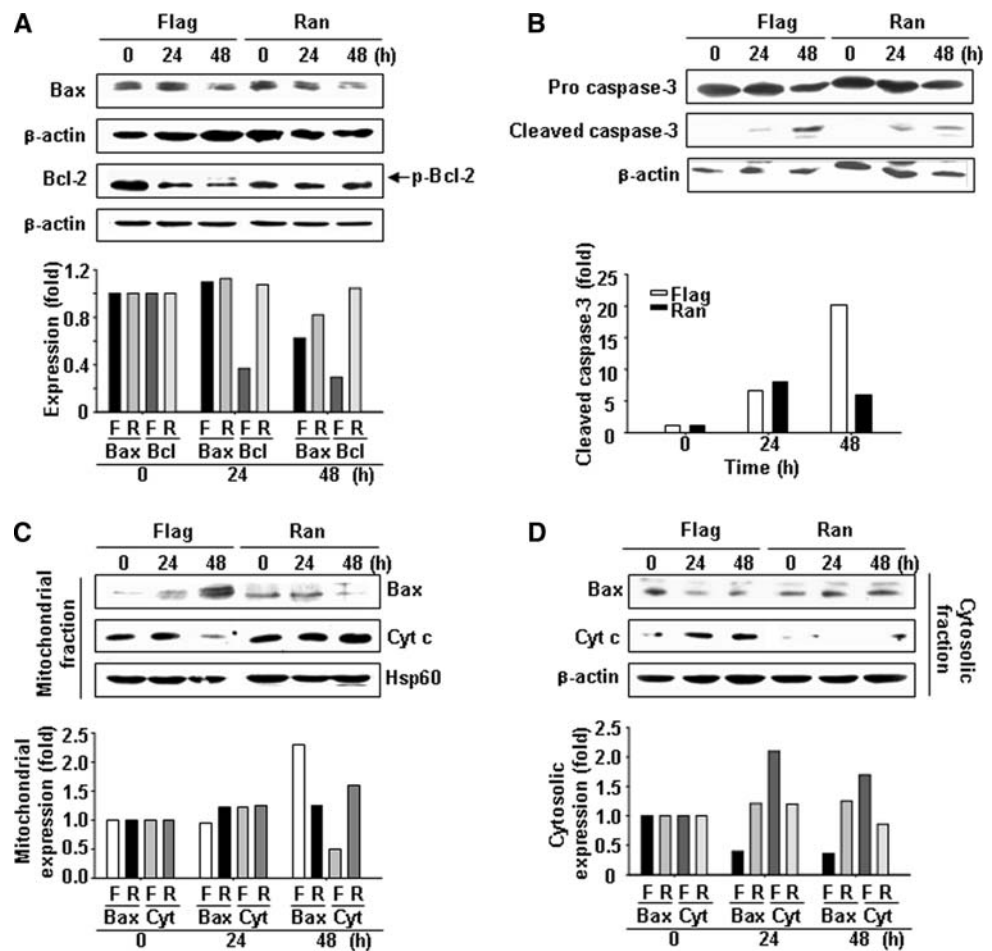 A
Flag Ran
0 24 48 0 24 48 (h)
Bax
β-actin
Bcl-2
p-Bcl-2
β-actin
Expression (fold)
1.2
0.8
0.4
0
F R F R F R F R F R F R
Bax Bcl Bax Bcl Bax Bcl
0 24 48 (h)
B
Flag Ran
0 24 48 0 24 48 (h)
Pro caspase-3
Cleaved caspase-3
β-actin
Cleaved caspase-3 (fold)
25
20
15
10
5
0
Flag
Ran
0 24 48
Time (h)
C
Flag Ran
0 24 48 0 24 48 (h)
Mitochondrial fraction
Bax
Cyt c
Hsp60
Mitochondrial expression (fold)
2.5
2.0
1.5
1.0
0.5
0.0
F R F R F R F R F R F R
Bax Cyt Bax Cyt Bax Cyt
0 24 48 (h)
D
Flag Ran
0 24 48 0 24 48 (h)
Bax
Cyt c
β-actin
Cytosolic fraction
Cytosolic expression (fold)
2.5
2.0
1.5
1.0
0.5
0
F R F R F R F R F R F R
Bax Cyt Bax Cyt Bax Cyt
0 24 48 (h)